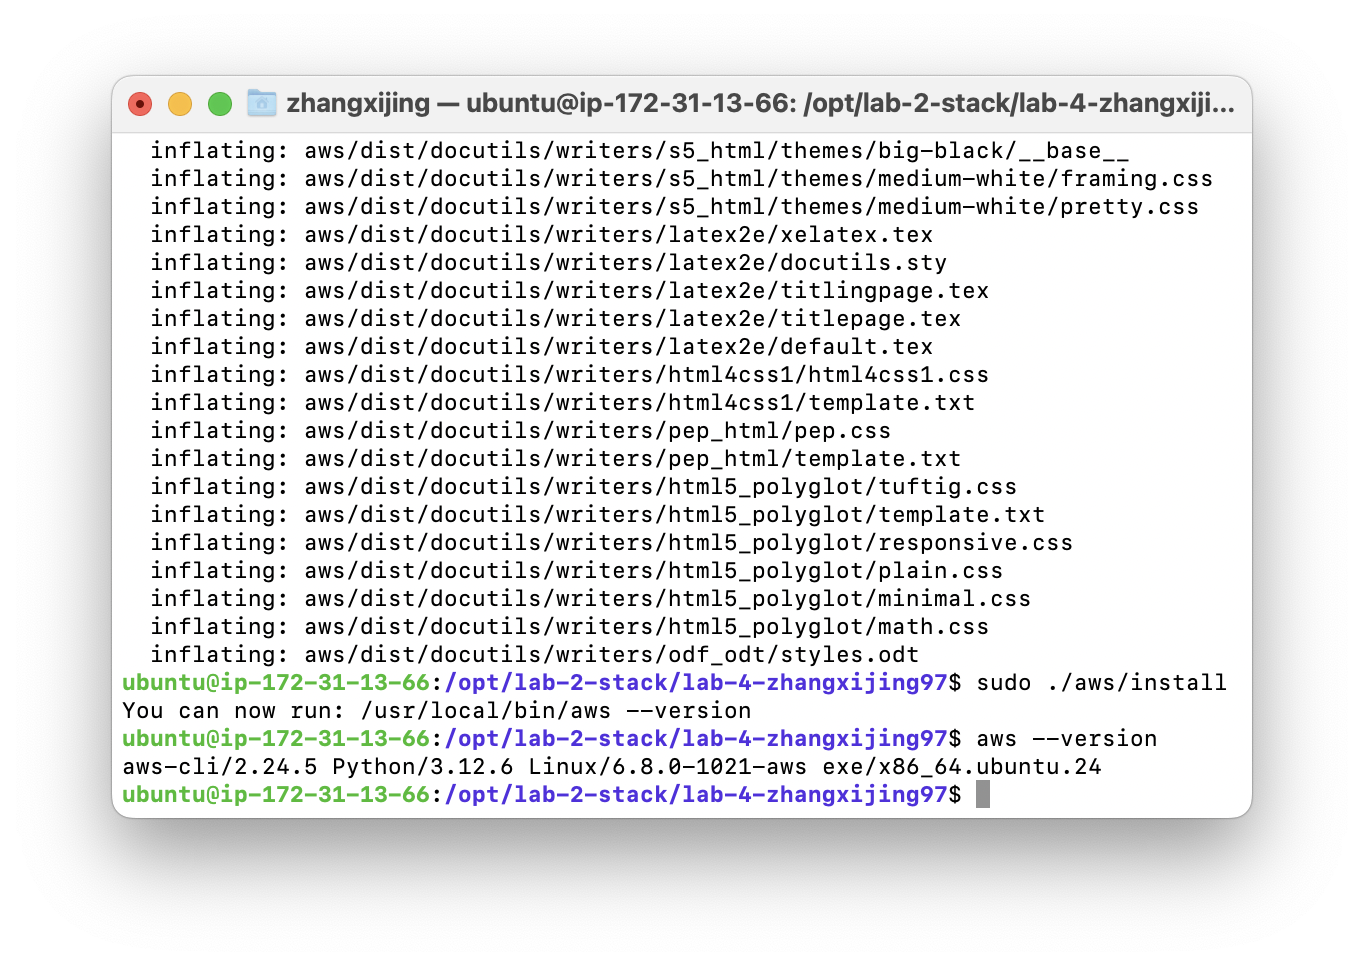 zhangxijing — ubuntu@ip-172-31-13-66: /opt/lab-2-stack/lab-4-zhangxiji...
inflating: aws/dist/docutils/writers/s5_html/themes/big-black/__base__
inflating: aws/dist/docutils/writers/s5_html/themes/medium-white/framing.css
inflating: aws/dist/docutils/writers/s5_html/themes/medium-white/pretty.css
inflating: aws/dist/docutils/writers/latex2e/xelatex.tex
inflating: aws/dist/docutils/writers/latex2e/docutils.sty
inflating: aws/dist/docutils/writers/latex2e/titlingpage.tex
inflating: aws/dist/docutils/writers/latex2e/titlepage.tex
inflating: aws/dist/docutils/writers/latex2e/default.tex
inflating: aws/dist/docutils/writers/html4css1/html4css1.css
inflating: aws/dist/docutils/writers/html4css1/template.txt
inflating: aws/dist/docutils/writers/pep_html/pep.css
inflating: aws/dist/docutils/writers/pep_html/template.txt
inflating: aws/dist/docutils/writers/html5_polyglot/tuftig.css
inflating: aws/dist/docutils/writers/html5_polyglot/template.txt
inflating: aws/dist/docutils/writers/html5_polyglot/responsive.css
inflating: aws/dist/docutils/writers/html5_polyglot/plain.css
inflating: aws/dist/docutils/writers/html5_polyglot/minimal.css
inflating: aws/dist/docutils/writers/html5_polyglot/math.css
inflating: aws/dist/docutils/writers/odf_odt/styles.odt
ubuntu@ip-172-31-13-66:/opt/lab-2-stack/lab-4-zhangxijing97$ sudo ./aws/install
You can now run: /usr/local/bin/aws --version
ubuntu@ip-172-31-13-66:/opt/lab-2-stack/lab-4-zhangxijing97$ aws --version
aws-cli/2.24.5 Python/3.12.6 Linux/6.8.0-1021-aws exe/x86_64.ubuntu.24
ubuntu@ip-172-31-13-66:/opt/lab-2-stack/lab-4-zhangxijing97$